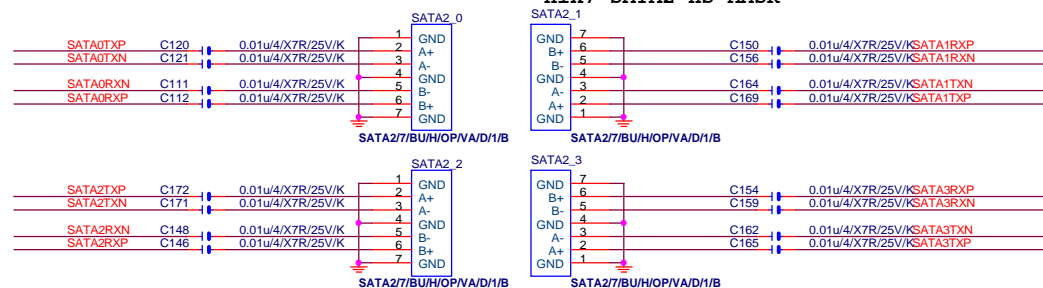 SATA2_0
1 GND
SATA0TXP C120 0.01u/4/X7R/25V/K 2 A+
SATA0TXN C121 0.01u/4/X7R/25V/K 3 A-
4 GND
SATA0RXN C111 0.01u/4/X7R/25V/K 5 B-
SATA0RXP C112 0.01u/4/X7R/25V/K 6 B+
7 GND
SATA2/7/BU/H/OP/VA/D/1/B
SATA2_1
GND 7
B+ 6 C150 0.01u/4/X7R/25V/K SATA1RXP
B- 5 C156 0.01u/4/X7R/25V/K SATA1RXN
GND 4
A- 3 C164 0.01u/4/X7R/25V/K SATA1TXN
A+ 2 C169 0.01u/4/X7R/25V/K SATA1TXP
GND 1
SATA2/7/BU/H/OP/VA/D/1/B
SATA2_2
1 GND
SATA2TXP C172 0.01u/4/X7R/25V/K 2 A+
SATA2TXN C171 0.01u/4/X7R/25V/K 3 A-
4 GND
SATA2RXN C148 0.01u/4/X7R/25V/K 5 B-
SATA2RXP C146 0.01u/4/X7R/25V/K 6 B+
7 GND
SATA2/7/BU/H/OP/VA/D/1/B
SATA2_3
GND 7
B+ 6 C154 0.01u/4/X7R/25V/K SATA3RXP
B- 5 C159 0.01u/4/X7R/25V/K SATA3RXN
GND 4
A- 3 C162 0.01u/4/X7R/25V/K SATA3TXN
A+ 2 C165 0.01u/4/X7R/25V/K SATA3TXP
GND 1
SATA2/7/BU/H/OP/VA/D/1/B